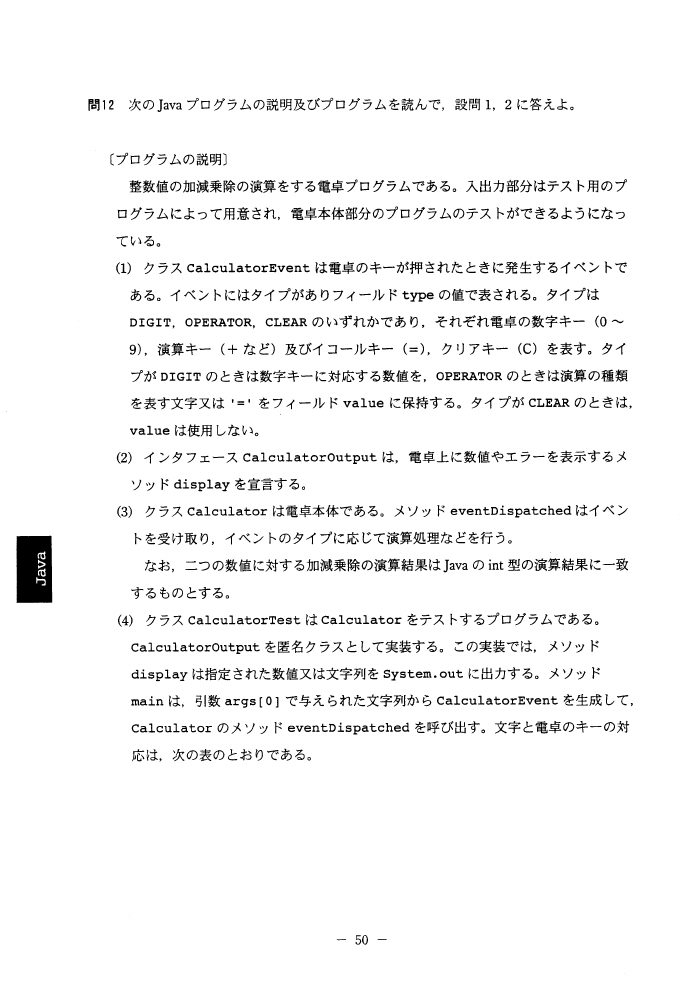 問12 次の Java プログラムの説明及びプログラムを読んで，設問 1，2 に答えよ。
〔プログラムの説明〕
整数値の加減乗除の演算をする電卓プログラムである。入出力部分はテスト用のプ
ログラムによって用意され，電卓本体部分のプログラムのテストができるようになっ
ている。
(1) クラス CalculatorEvent は電卓のキーが押されたときに発生するイベントで
ある。イベントにはタイプがありフィールド type の値で表される。タイプは
DIGIT，OPERATOR，CLEAR のいずれかであり，それぞれ電卓の数字キー（0 ～
9），演算キー（+ など）及びイコールキー（=），クリアキー（C）を表す。タイ
プが DIGIT のときは数字キーに対応する数値を，OPERATOR のときは演算の種類
を表す文字又は '=' をフィールド value に保持する。タイプが CLEAR のときは，
value は使用しない。
(2) インタフェース CalculatorOutput は，電卓上に数値やエラーを表示するメ
ソッド display を宣言する。
(3) クラス Calculator は電卓本体である。メソッド eventDispatched はイベン
トを受け取り，イベントのタイプに応じて演算処理などを行う。
なお，二つの数値に対する加減乗除の演算結果は Java の int 型の演算結果に一致
するものとする。
(4) クラス CalculatorTest は Calculator をテストするプログラムである。
CalculatorOutput を匿名クラスとして実装する。この実装では，メソッド
display は指定された数値又は文字列を System.out に出力する。メソッド
main は，引数 args[0] で与えられた文字列から CalculatorEvent を生成して，
Calculator のメソッド eventDispatched を呼び出す。文字と電卓のキーの対
応は，次の表のとおりである。
Java
－ 50 －